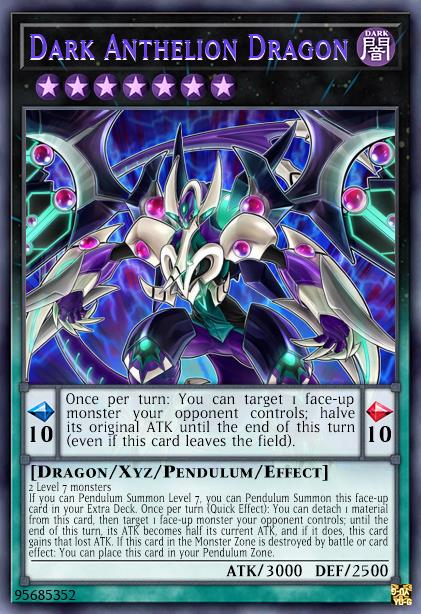 DARK ANTHELION DRAGON
DARK
闇
Once per turn: You can target 1 face-up
monster your opponent controls; halve
its original ATK until the end of this turn
(even if this card leaves the field).
10
10
[DRAGON/XYZ/PENDULUM/EFFECT]
2 Level 7 monsters
If you can Pendulum Summon Level 7, you can Pendulum Summon this face-up
card in your Extra Deck. Once per turn (Quick Effect): You can detach 1 material
from this card, then target 1 face-up monster your opponent controls; until the
end of this turn, its ATK becomes half its current ATK, and if it does, this card
gains that lost ATK. If this card in the Monster Zone is destroyed by battle or card
effect: You can place this card in your Pendulum Zone.
ATK/3000 DEF/2500
95685352